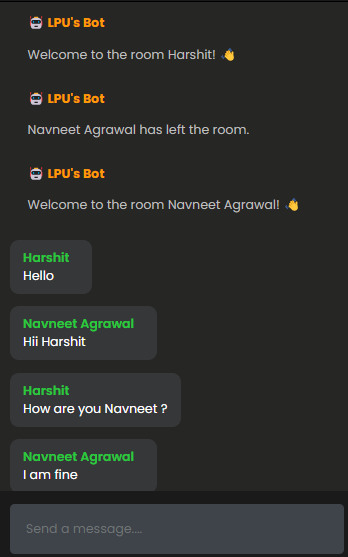 🤖 LPU's Bot
Welcome to the room Harshit! 👋
🤖 LPU's Bot
Navneet Agrawal has left the room.
🤖 LPU's Bot
Welcome to the room Navneet Agrawal! 👋
Harshit
Hello
Navneet Agrawal
Hii Harshit
Harshit
How are you Navneet ?
Navneet Agrawal
I am fine
Send a message....